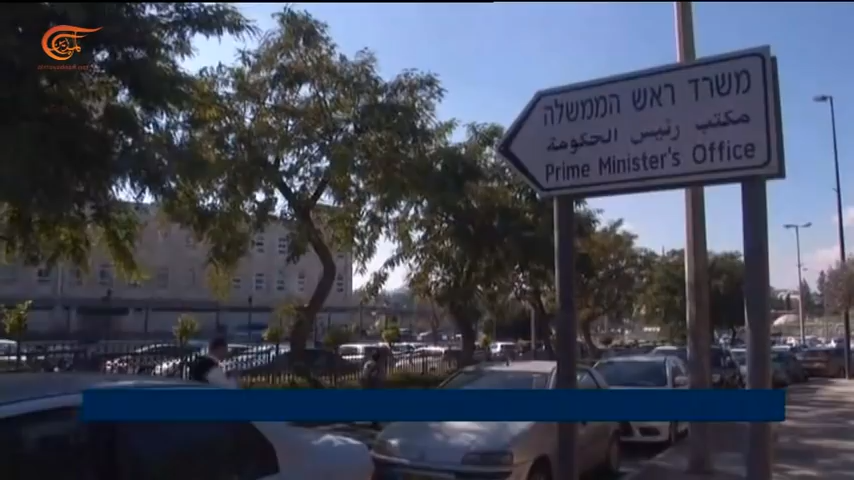 משרד ראש הממשלה
مكتب رئيس الحكومة
Prime Minister's Office